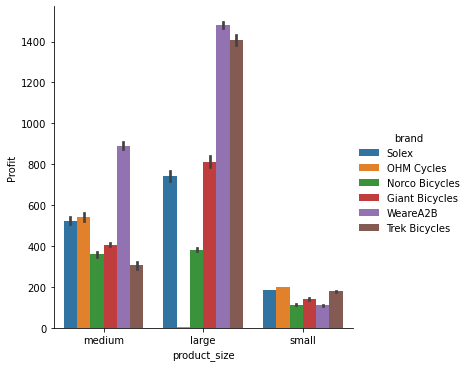 1400
1200
1000
800
600
400
200
0
Profit
medium
large
small
product_size
brand
Solex
OHM Cycles
Norco Bicycles
Giant Bicycles
WeareA2B
Trek Bicycles